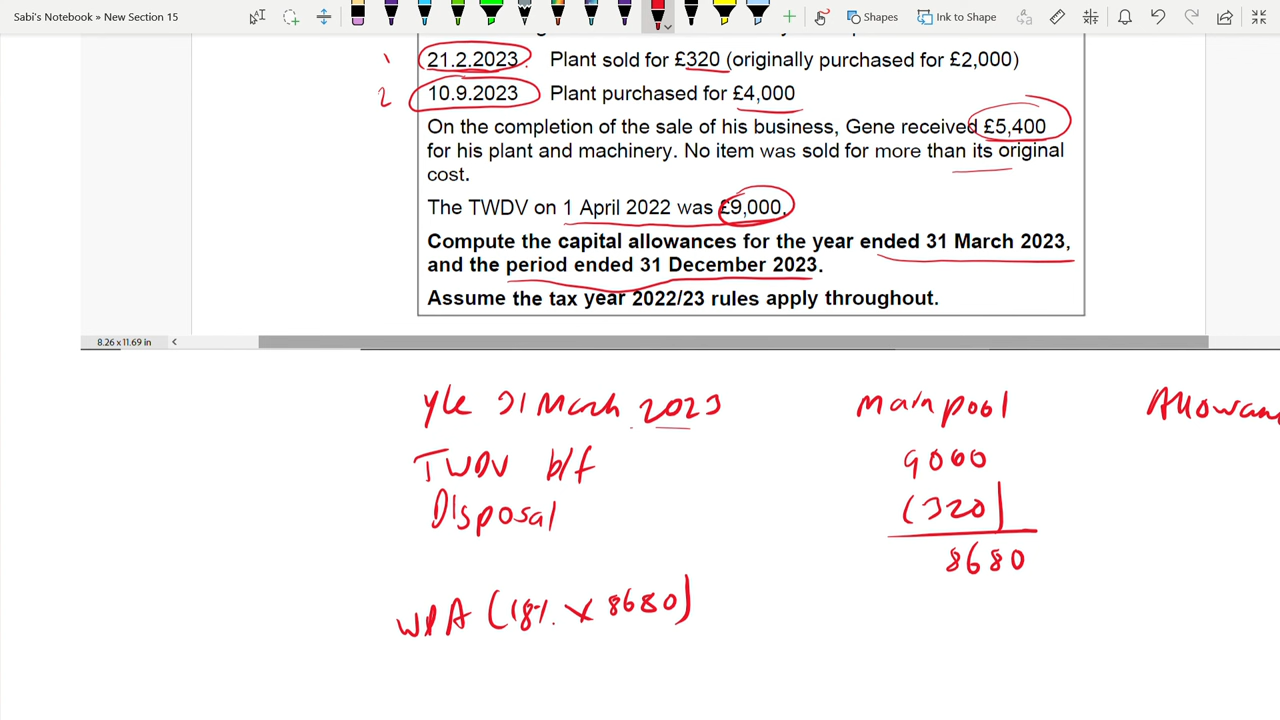 Sabi's Notebook » New Section 15
Shapes
Ink to Shape
1 21.2.2023 Plant sold for £320 (originally purchased for £2,000)
2 10.9.2023 Plant purchased for £4,000
On the completion of the sale of his business, Gene received £5,400
for his plant and machinery. No item was sold for more than its original
cost.
The TWDV on 1 April 2022 was £9,000.
Compute the capital allowances for the year ended 31 March 2023,
and the period ended 31 December 2023.
Assume the tax year 2022/23 rules apply throughout.
8.26 x 11.69 in
y/e 31 March 2023 main pool Allowan
TWDV b/f 9000
Disposal (320)
8680
WDA (18% x 8680)